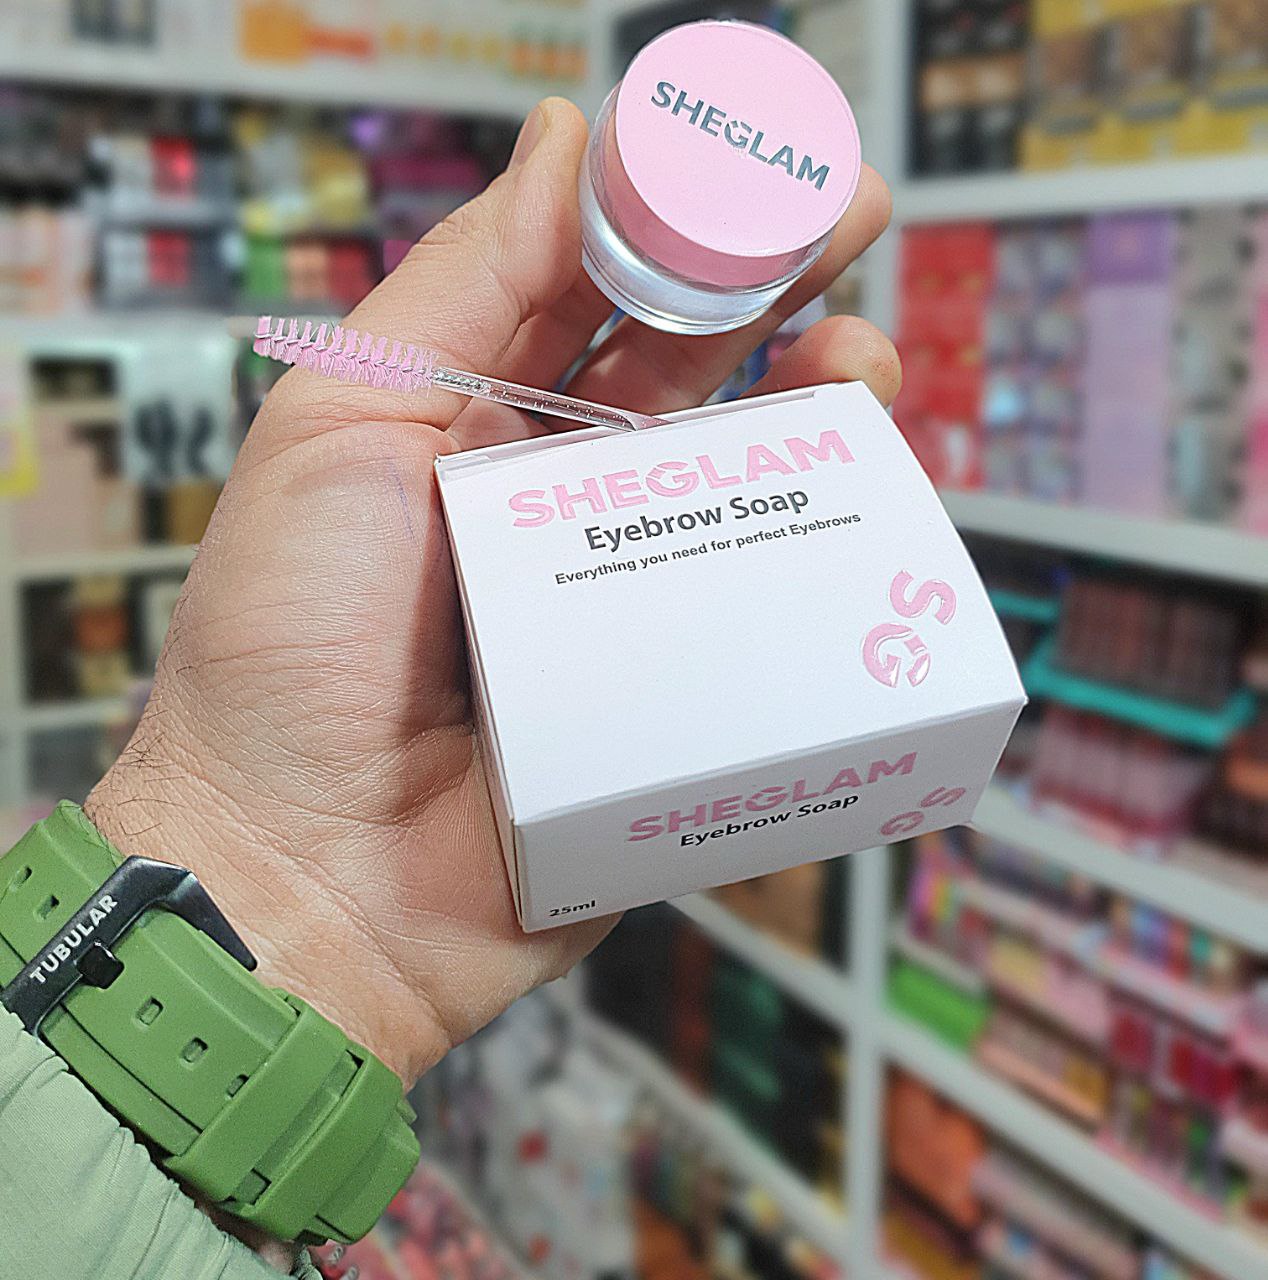 SHEGLAM
SHEGLAM
Eyebrow Soap
Everything you need for perfect Eyebrows
SG
SHEGLAM
Eyebrow Soap
SG
25ml
TUBULAR